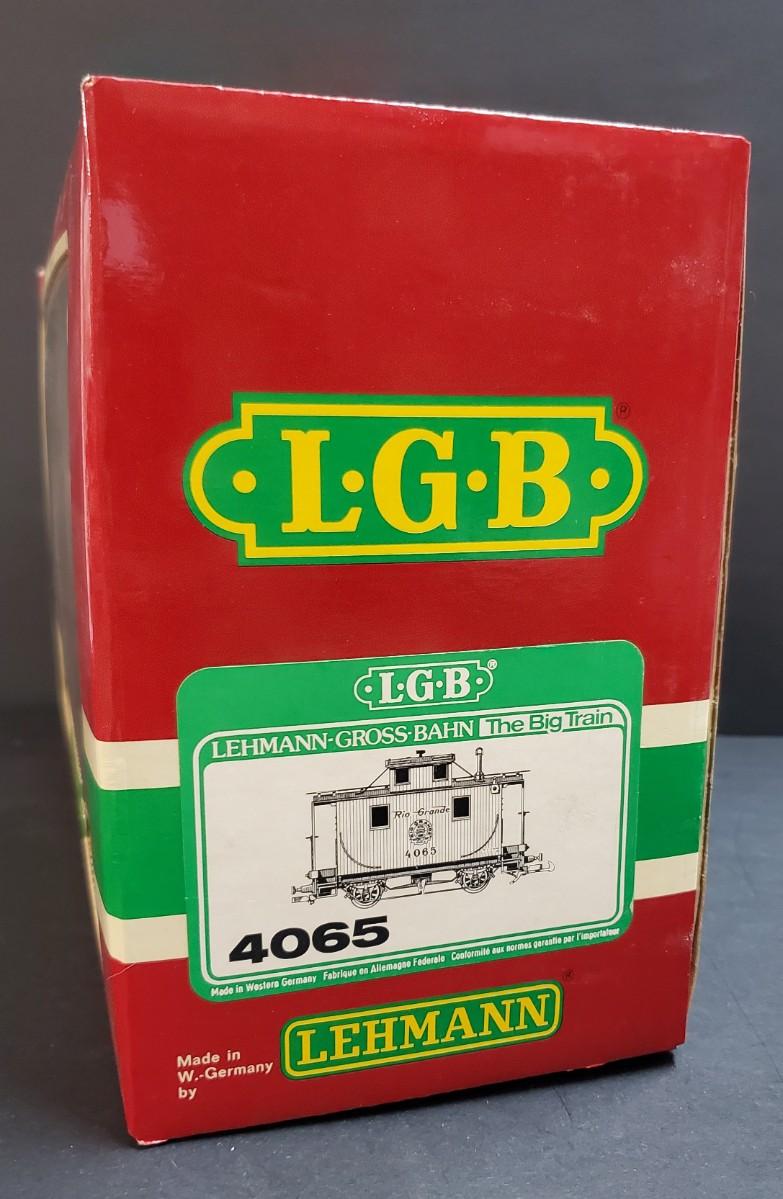 L·G·B®
L·G·B®
LEHMANN-GROSS-BAHN The Big Train
Rio Grande
4065
4065
Made in Western Germany Fabrique en Allemagne Federale Conformité aux normes garantie par l'importateur
LEHMANN®
Made in
W.-Germany
by